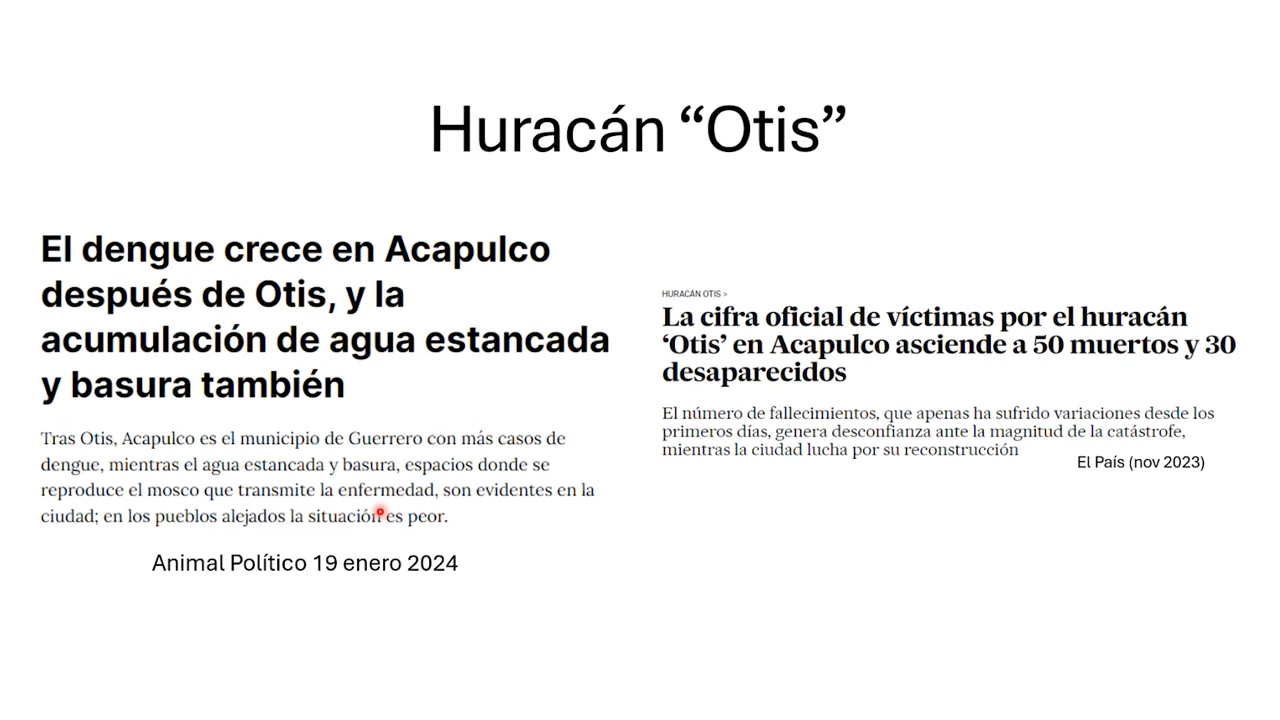 Huracán “Otis”
El dengue crece en Acapulco
después de Otis, y la
acumulación de agua estancada
y basura también
Tras Otis, Acapulco es el municipio de Guerrero con más casos de
dengue, mientras el agua estancada y basura, espacios donde se
reproduce el mosco que transmite la enfermedad, son evidentes en la
ciudad; en los pueblos alejados la situación es peor.
Animal Político 19 enero 2024
HURACÁN OTIS >
La cifra oficial de víctimas por el huracán
‘Otis’ en Acapulco asciende a 50 muertos y 30
desaparecidos
El número de fallecimientos, que apenas ha sufrido variaciones desde los
primeros días, genera desconfianza ante la magnitud de la catástrofe,
mientras la ciudad lucha por su reconstrucción
El País (nov 2023)